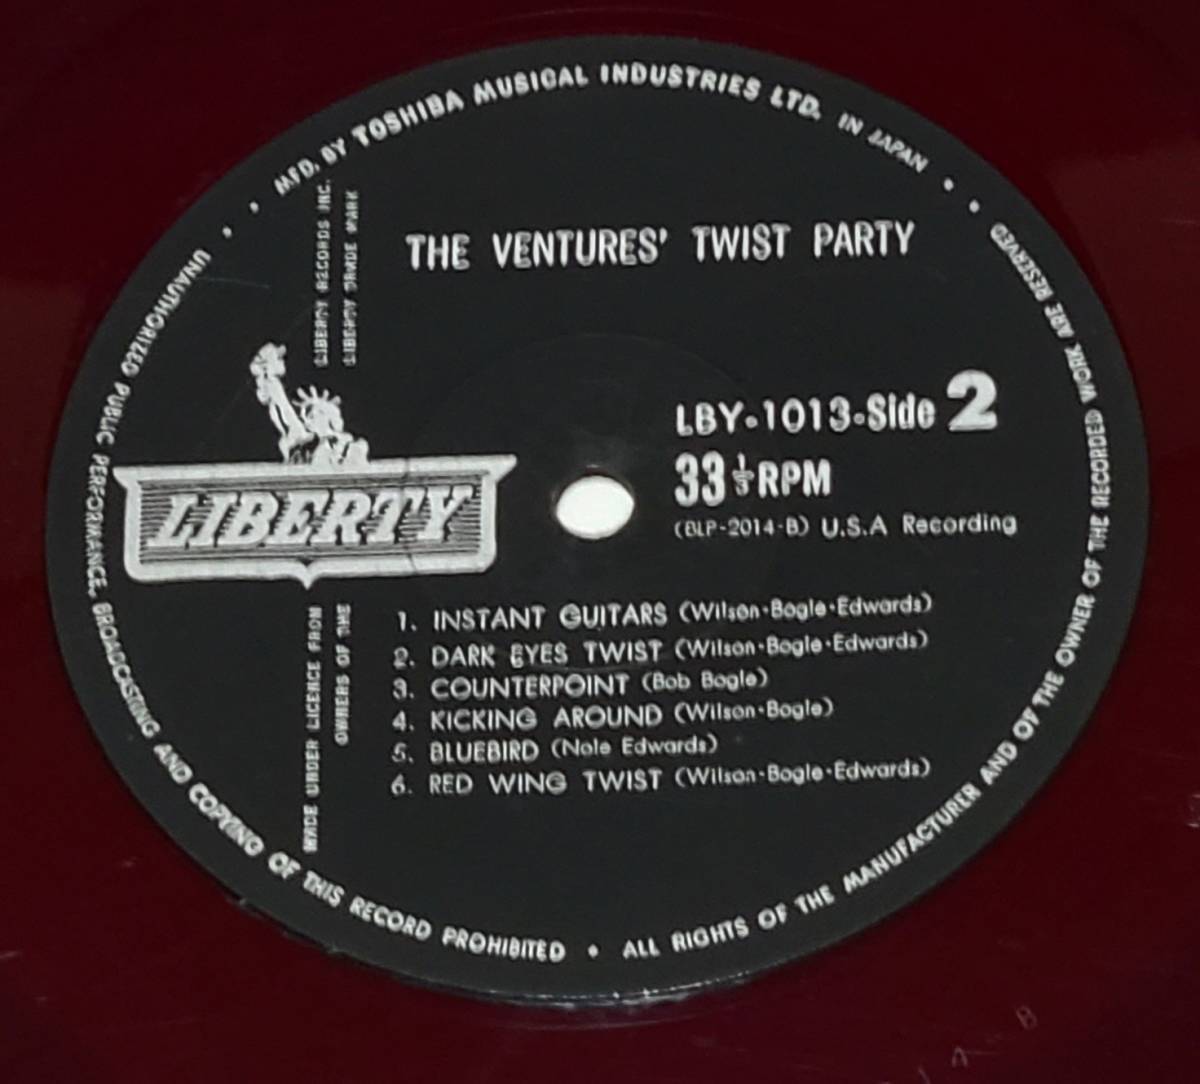 MFD. BY TOSHIBA MUSICAL INDUSTRIES LTD. IN JAPAN
THE VENTURES' TWIST PARTY
LIBERTY RECORDS INC.
LIBERTY TRADE MARK
LIBERTY
LBY-1013-Side 2
33 1/3 RPM
(BLP-2014-B) U.S.A Recording
MADE UNDER LICENCE FROM
OWNERS OF THE
1. INSTANT GUITARS (Wilson-Bogle-Edwards)
2. DARK EYES TWIST (Wilson-Bogle-Edwards)
3. COUNTERPOINT (Bob Bogle)
4. KICKING AROUND (Wilson-Bogle)
5. BLUEBIRD (Nole Edwards)
6. RED WING TWIST (Wilson-Bogle-Edwards)
ALL RIGHTS OF THE MANUFACTURER AND OF THE OWNER OF THE RECORDED WORK ARE RESERVED
UNAUTHORIZED PUBLIC PERFORMANCE, BROADCASTING AND COPYING OF THIS RECORD PROHIBITED